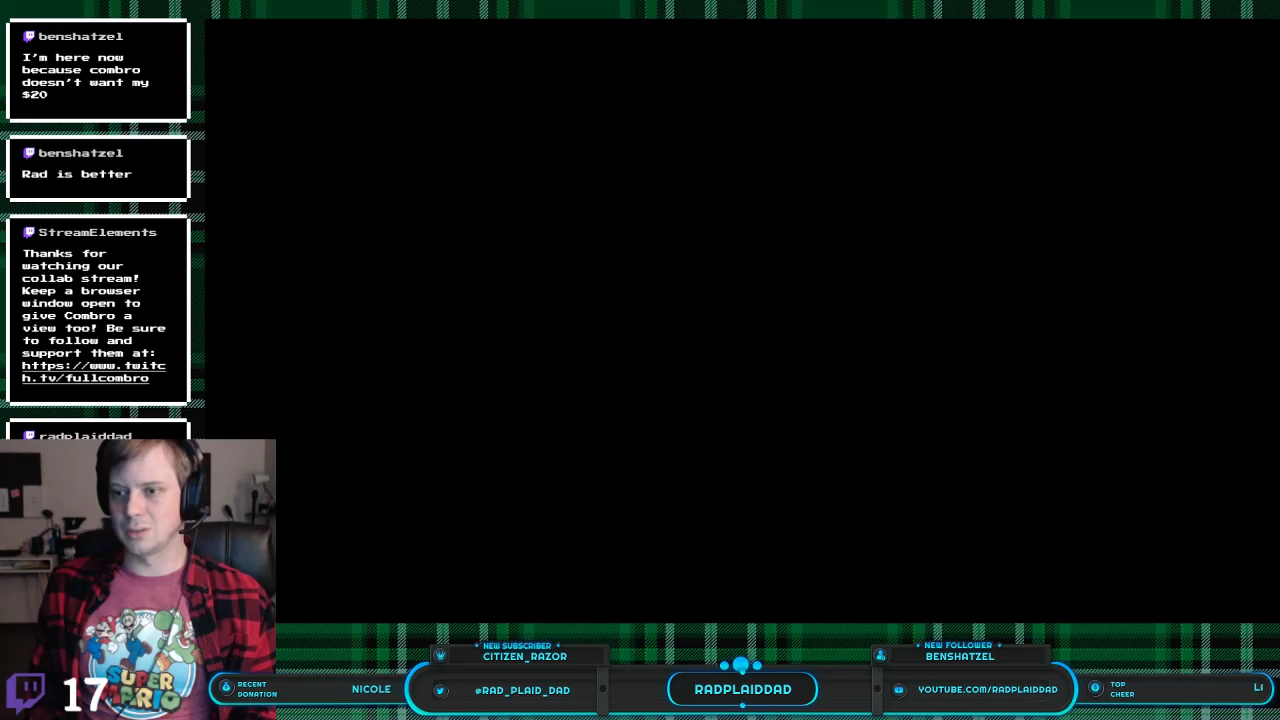 benshatzel
I'm here now
because combro
doesn't want my
$20
benshatzel
Rad is better
StreamElements
Thanks for
watching our
collab stream!
Keep a browser
window open to
give Combro a
view too! Be sure
to follow and
support them at:
https://www.twitc
h.tv/fullcombro
radplaiddad
SUPER
MARIO
17
RECENT
DONATION
NICOLE
NEW SUBSCRIBER
CITIZEN_RAZOR
@RAD_PLAID_DAD
RADPLAIDDAD
NEW FOLLOWER
BENSHATZEL
YOUTUBE.COM/RADPLAIDDAD
TOP
CHEER
LI